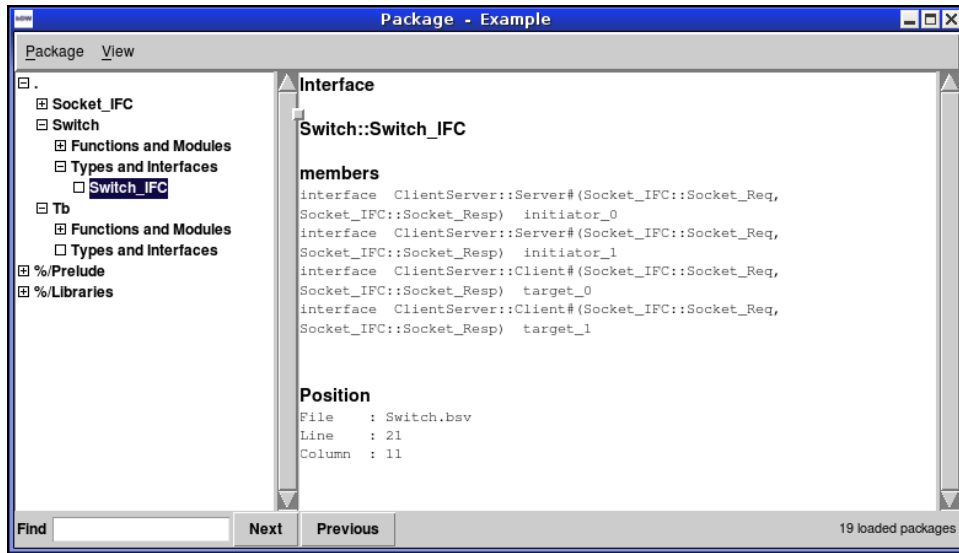 Package - Example
Package View
.
Socket_IFC
Switch
Functions and Modules
Types and Interfaces
Switch_IFC
Tb
Functions and Modules
Types and Interfaces
%/Prelude
%/Libraries
Interface
Switch::Switch_IFC
members
interface ClientServer::Server#(Socket_IFC::Socket_Req,
Socket_IFC::Socket_Resp) initiator_0
interface ClientServer::Server#(Socket_IFC::Socket_Req,
Socket_IFC::Socket_Resp) initiator_1
interface ClientServer::Client#(Socket_IFC::Socket_Req,
Socket_IFC::Socket_Resp) target_0
interface ClientServer::Client#(Socket_IFC::Socket_Req,
Socket_IFC::Socket_Resp) target_1
Position
File : Switch.bsv
Line : 21
Column : 11
Find Next Previous 19 loaded packages